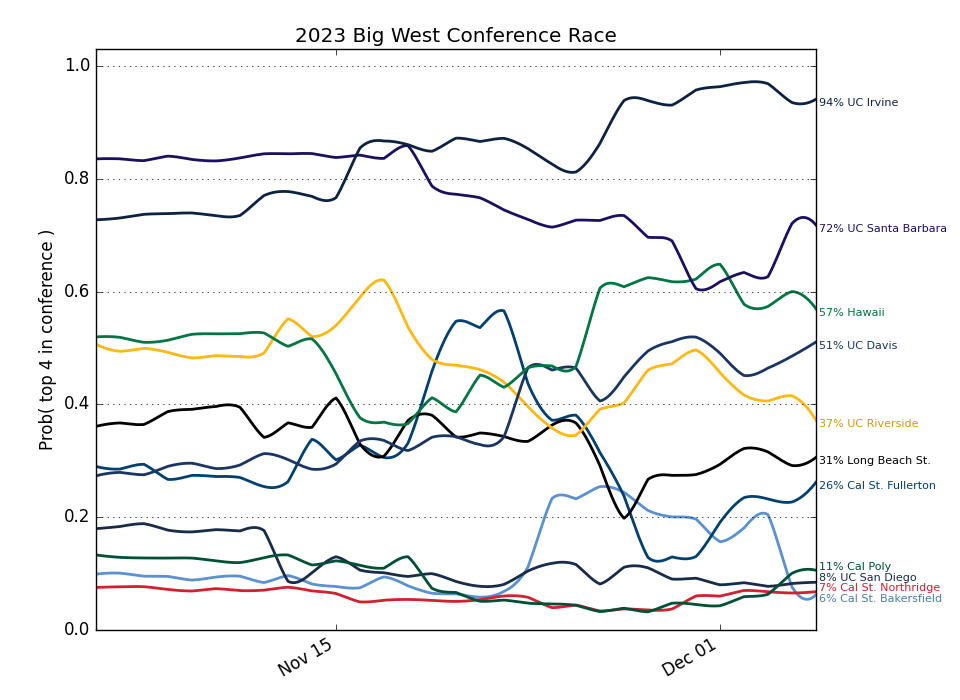 2023 Big West Conference Race
Prob( top 4 in conference )
1.0
0.8
0.6
0.4
0.2
0.0
Nov 15
Dec 01
94% UC Irvine
72% UC Santa Barbara
57% Hawaii
51% UC Davis
37% UC Riverside
31% Long Beach St.
26% Cal St. Fullerton
11% Cal Poly
8% UC San Diego
7% Cal St. Northridge
6% Cal St. Bakersfield